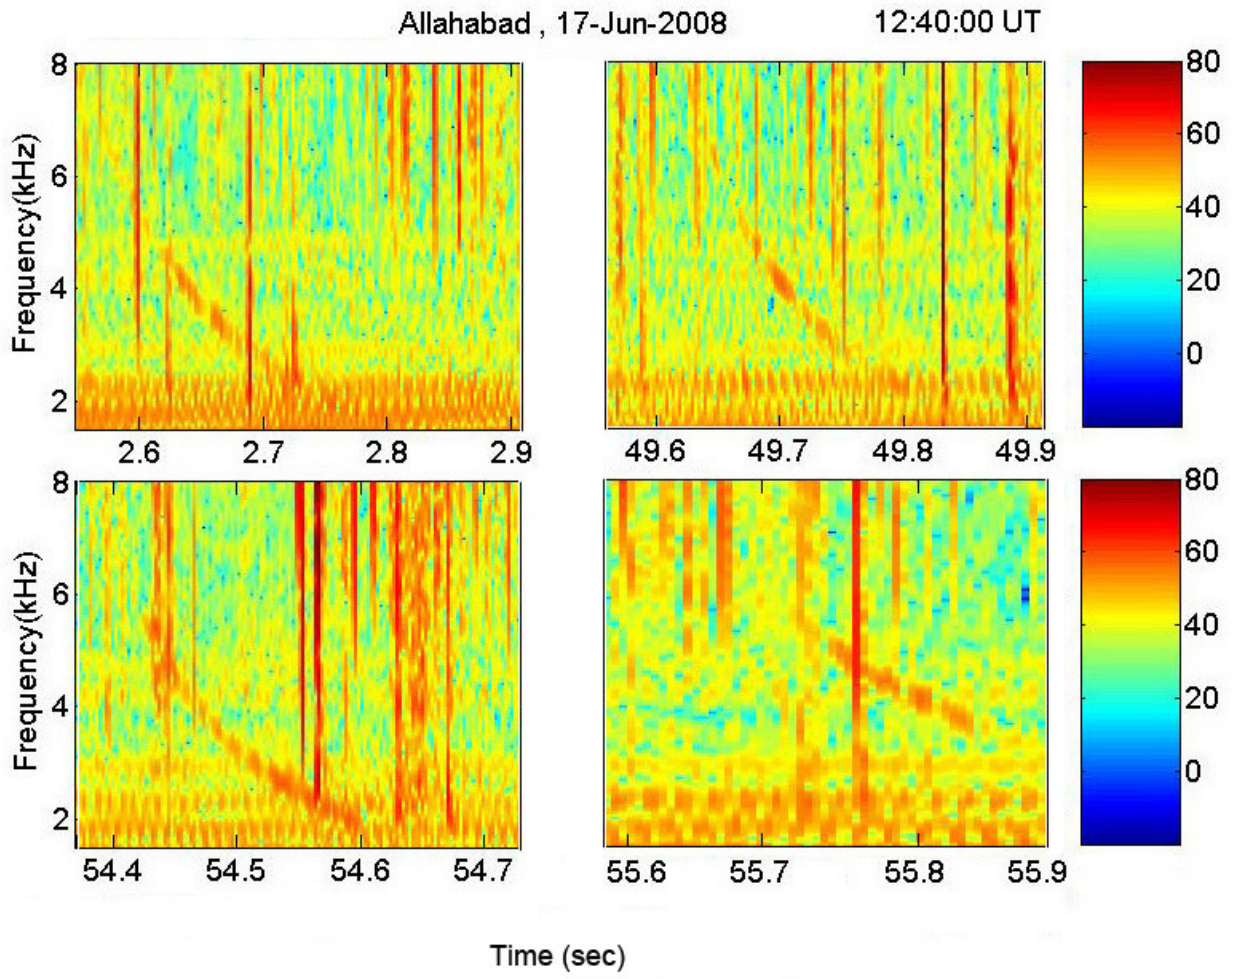 Allahabad , 17-Jun-2008 12:40:00 UT
8
6
4
2
Frequency(kHz)
2.6 2.7 2.8 2.9
49.6 49.7 49.8 49.9
80
60
40
20
0
8
6
4
2
Frequency(kHz)
54.4 54.5 54.6 54.7
55.6 55.7 55.8 55.9
80
60
40
20
0
Time (sec)